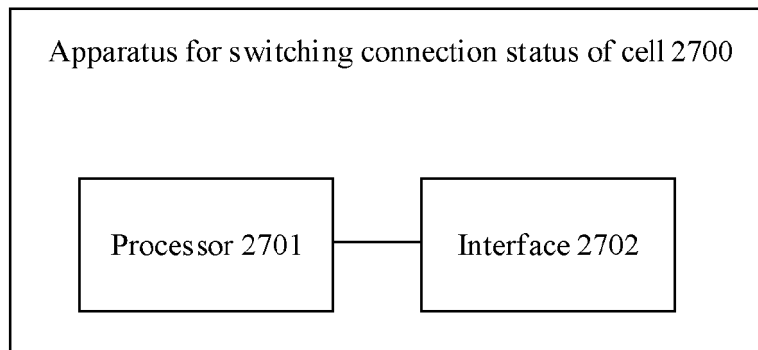 Apparatus for switching connection status of cell 2700
Processor 2701
Interface 2702